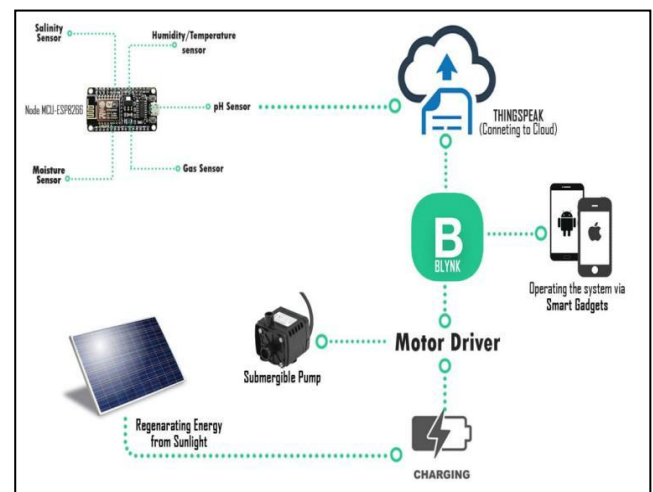 Salinity
Sensor
Humidity/Temperature
sensor
Node MCU-ESP8266
pH Sensor
Moisture
Sensor
Gas Sensor
THINGSPEAK
(Conneting to Cloud)
B
BLYNK
Operating the system via
Smart Gadgets
Motor Driver
Submergible Pump
Regenarating Energy
from Sunlight
CHARGING